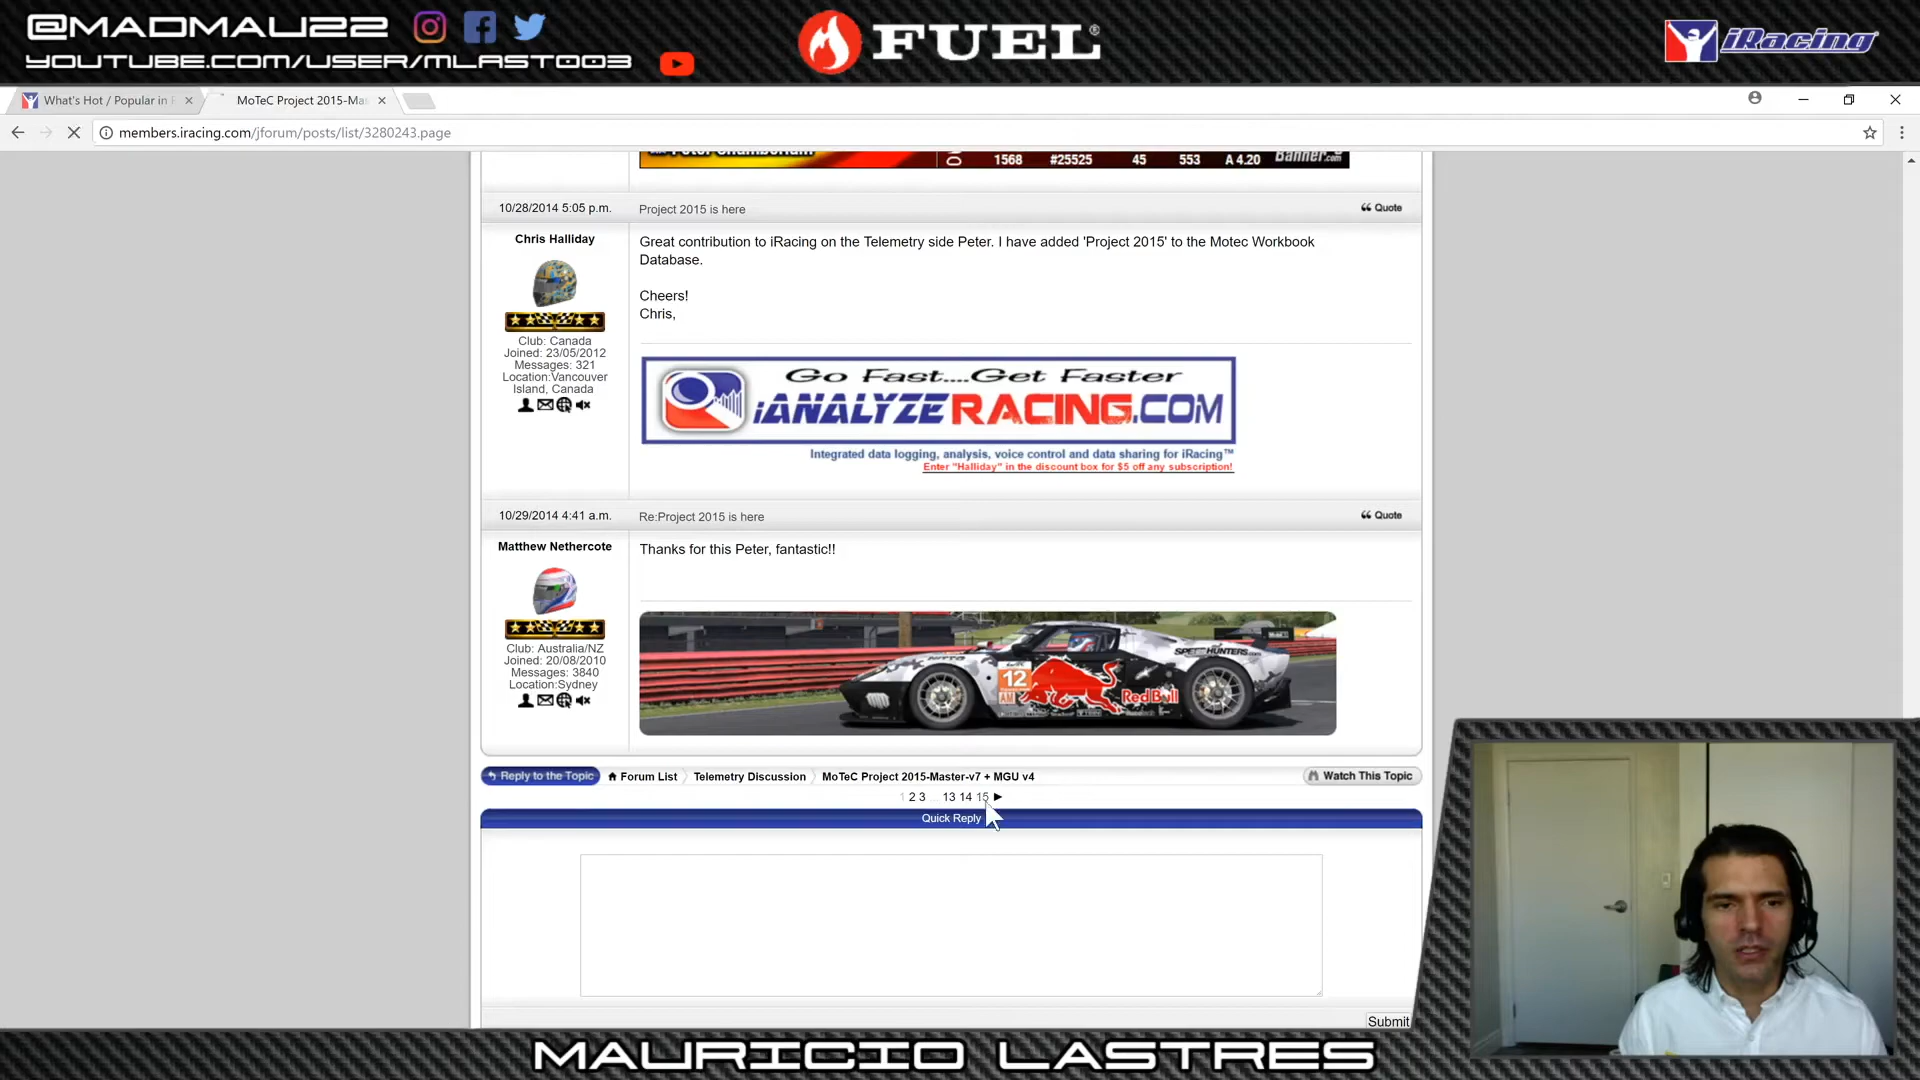 @MADMAU22
FUEL®
iRacing
YOUTUBE.COM/USER/MLAST003
What's Hot / Popular in
MoTeC Project 2015-Mas
members.iracing.com/jforum/posts/list/3280243.page
Peter Chamberlain
1568 #25525 45 553 A 4.20 Banner.com
10/28/2014 5:05 p.m.
Project 2015 is here
Quote
Chris Halliday
Club: Canada
Joined: 23/05/2012
Messages: 321
Location:Vancouver
Island, Canada
Great contribution to iRacing on the Telemetry side Peter. I have added 'Project 2015' to the Motec Workbook
Database.
Cheers!
Chris,
Go Fast....Get Faster
iANALYZERACING.COM
Integrated data logging, analysis, voice control and data sharing for iRacing™
Enter "Halliday" in the discount box for $5 off any subscription!
10/29/2014 4:41 a.m.
Re:Project 2015 is here
Quote
Matthew Nethercote
Club: Australia/NZ
Joined: 20/08/2010
Messages: 3840
Location:Sydney
Thanks for this Peter, fantastic!!
SPEEDHUNTERS.COM
12
Red Bull
Reply to the Topic
Forum List
Telemetry Discussion
MoTeC Project 2015-Master-v7 + MGU v4
Watch This Topic
1 2 3 ... 13 14 15
Quick Reply
Submit
MAURICIO LASTRES